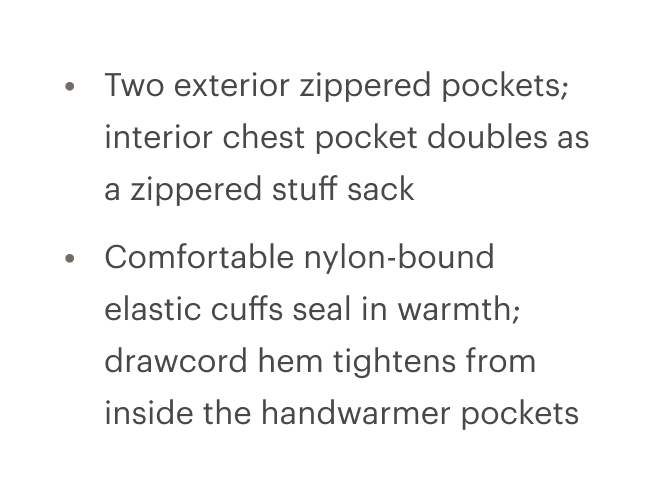 • Two exterior zippered pockets;
interior chest pocket doubles as
a zippered stuff sack
• Comfortable nylon-bound
elastic cuffs seal in warmth;
drawcord hem tightens from
inside the handwarmer pockets